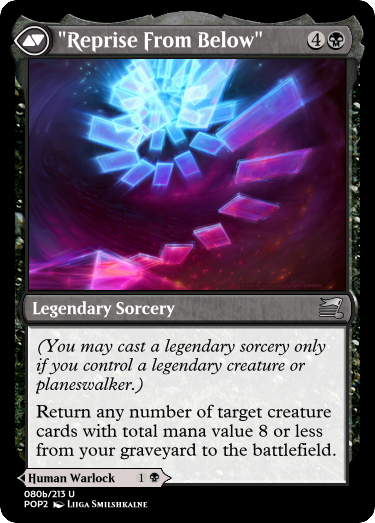 "Reprise From Below" 4
Legendary Sorcery
(You may cast a legendary sorcery only
if you control a legendary creature or
planeswalker.)
Return any number of target creature
cards with total mana value 8 or less
from your graveyard to the battlefield.
Human Warlock 1
080b/213 U
POP2 Liiga Smilshkalne